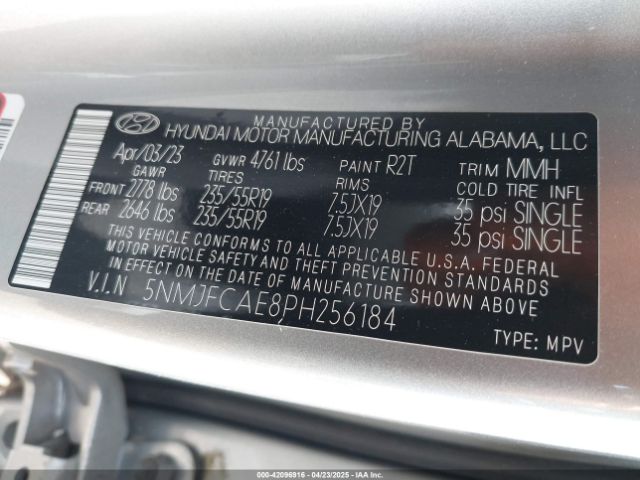 MANUFACTURED BY
HYUNDAI MOTOR MANUFACTURING ALABAMA, LLC
Apr/03/23 GVWR 4761 lbs PAINT R2T TRIM MMH
GAWR TIRES RIMS COLD TIRE INFL
FRONT 2778 lbs 235/55R19 7.5JX19 35 psi SINGLE
REAR 2646 lbs 235/55R19 7.5JX19 35 psi SINGLE
THIS VEHICLE CONFORMS TO ALL APPLICABLE U.S.A. FEDERAL
MOTOR VEHICLE SAFETY AND THEFT PREVENTION STANDARDS
IN EFFECT ON THE DATE OF MANUFACTURE SHOWN ABOVE.
V.I.N 5NMJFCAE8PH256184
TYPE: MPV
000-42096916 - 04/23/2025 - IAA Inc.